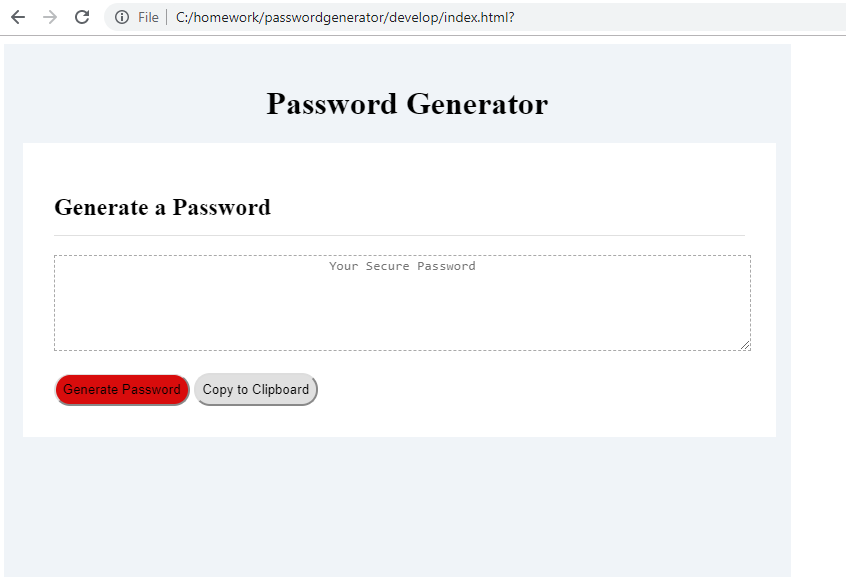 File C:/homework/passwordgenerator/develop/index.html?
Password Generator
Generate a Password
Your Secure Password
Generate Password Copy to Clipboard